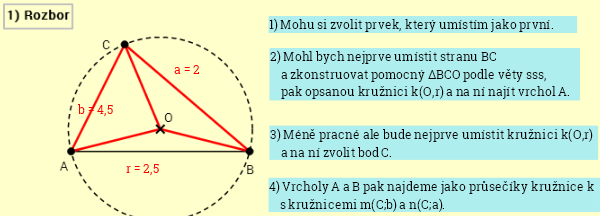 1) Rozbor
C
a = 2
b = 4,5
O
A
B
r = 2,5
1) Mohu si zvolit prvek, který umístím jako první.
2) Mohl bych nejprve umístit stranu BC
a zkonstruovat pomocný ΔBCO podle věty sss,
pak opsanou kružnici k(O,r) a na ní najít vrchol A.
3) Méně pracné ale bude nejprve umístit kružnici k(O,r)
a na ní zvolit bod C.
4) Vrcholy A a B pak najdeme jako průsečíky kružnice k
s kružnicemi m(C;b) a n(C;a).